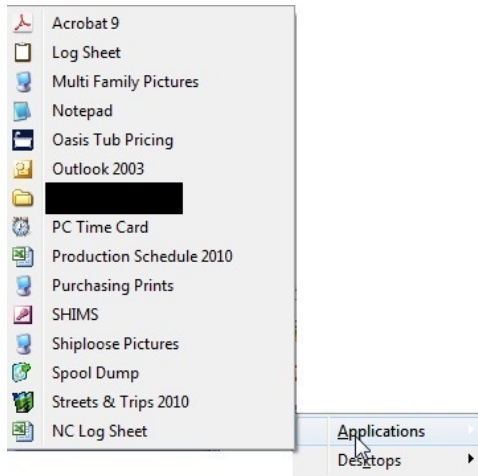 Acrobat 9
Log Sheet
Multi Family Pictures
Notepad
Oasis Tub Pricing
Outlook 2003
PC Time Card
Production Schedule 2010
Purchasing Prints
SHIMS
Shiploose Pictures
Spool Dump
Streets & Trips 2010
NC Log Sheet
Applications
Desktops